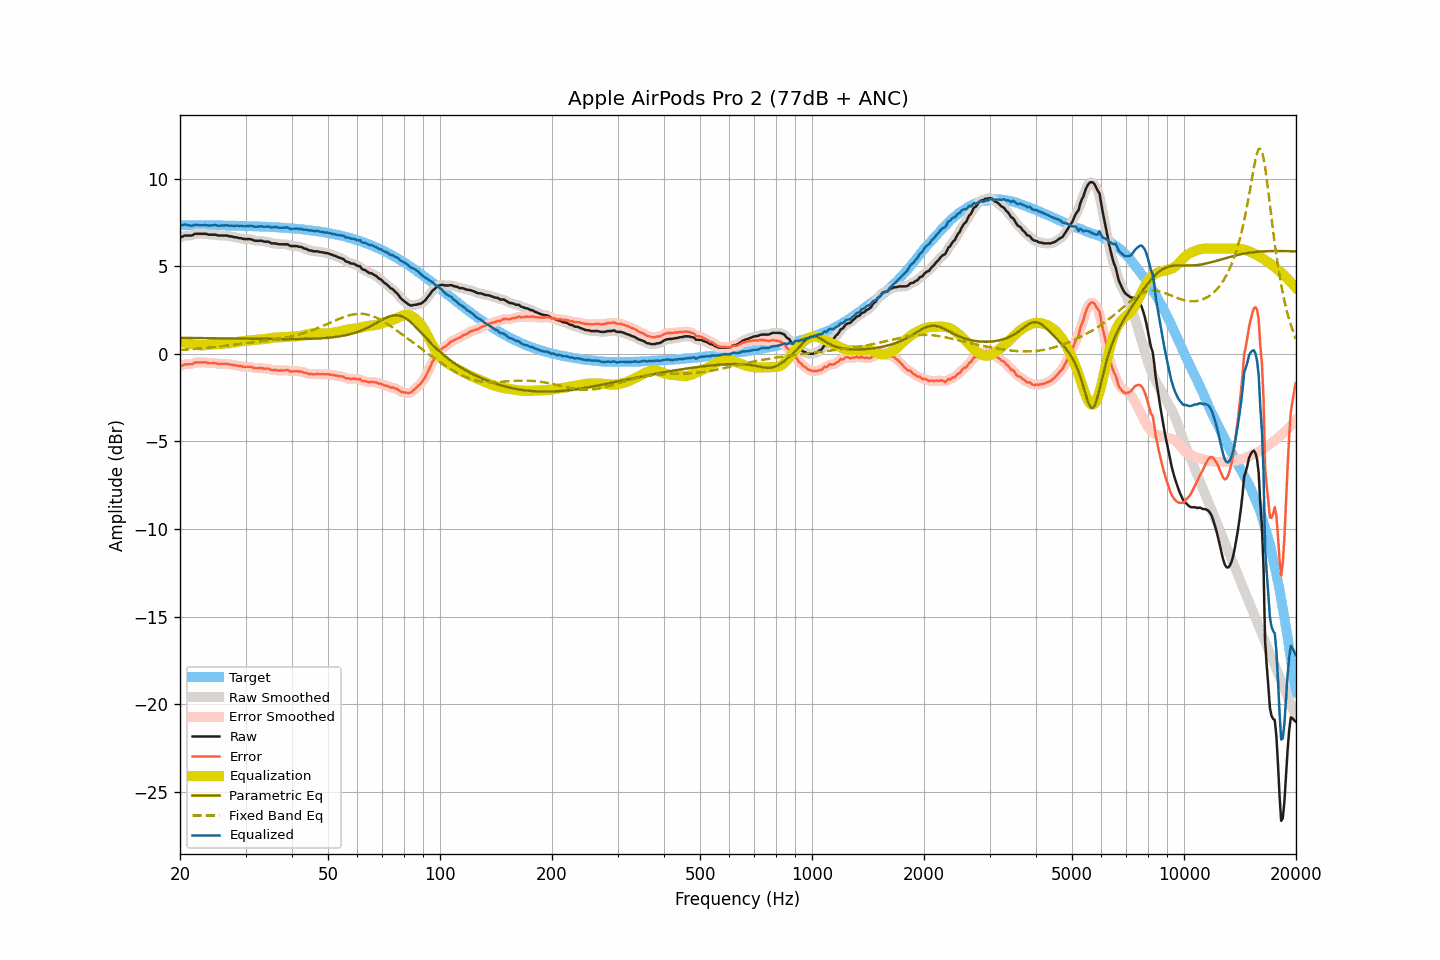 Apple AirPods Pro 2 (77dB + ANC)
Amplitude (dBr)
10
5
0
−5
−10
−15
−20
−25
Target
Raw Smoothed
Error Smoothed
Raw
Error
Equalization
Parametric Eq
Fixed Band Eq
Equalized
20 50 100 200 500 1000 2000 5000 10000 20000
Frequency (Hz)